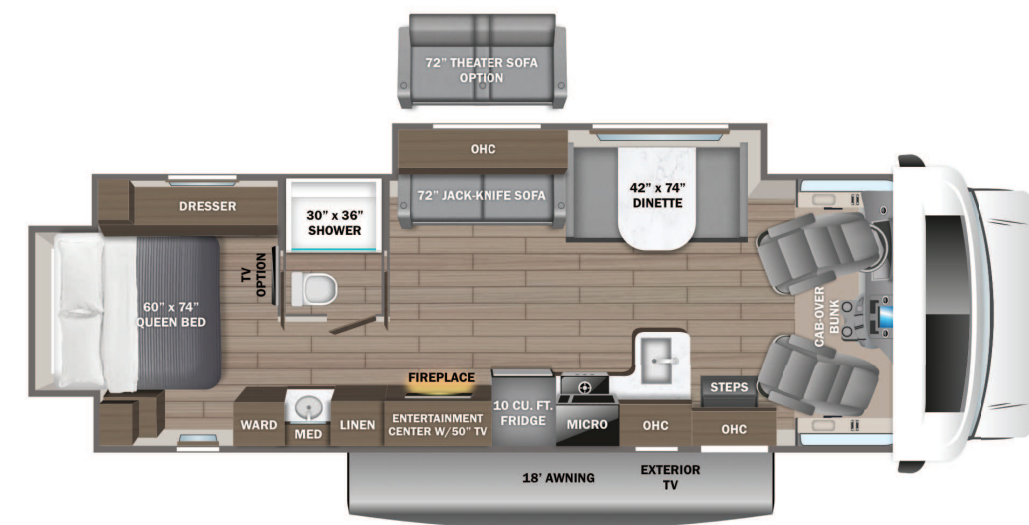 72” THEATER SOFA
OPTION
OHC
72” JACK-KNIFE SOFA
42” x 74”
DINETTE
DRESSER
30” x 36”
SHOWER
TV
OPTION
60” x 74”
QUEEN BED
CAB-OVER
BUNK
FIREPLACE
STEPS
WARD
MED
LINEN
ENTERTAINMENT
CENTER W/50” TV
10 CU. FT.
FRIDGE
MICRO
OHC
OHC
18’ AWNING
EXTERIOR
TV